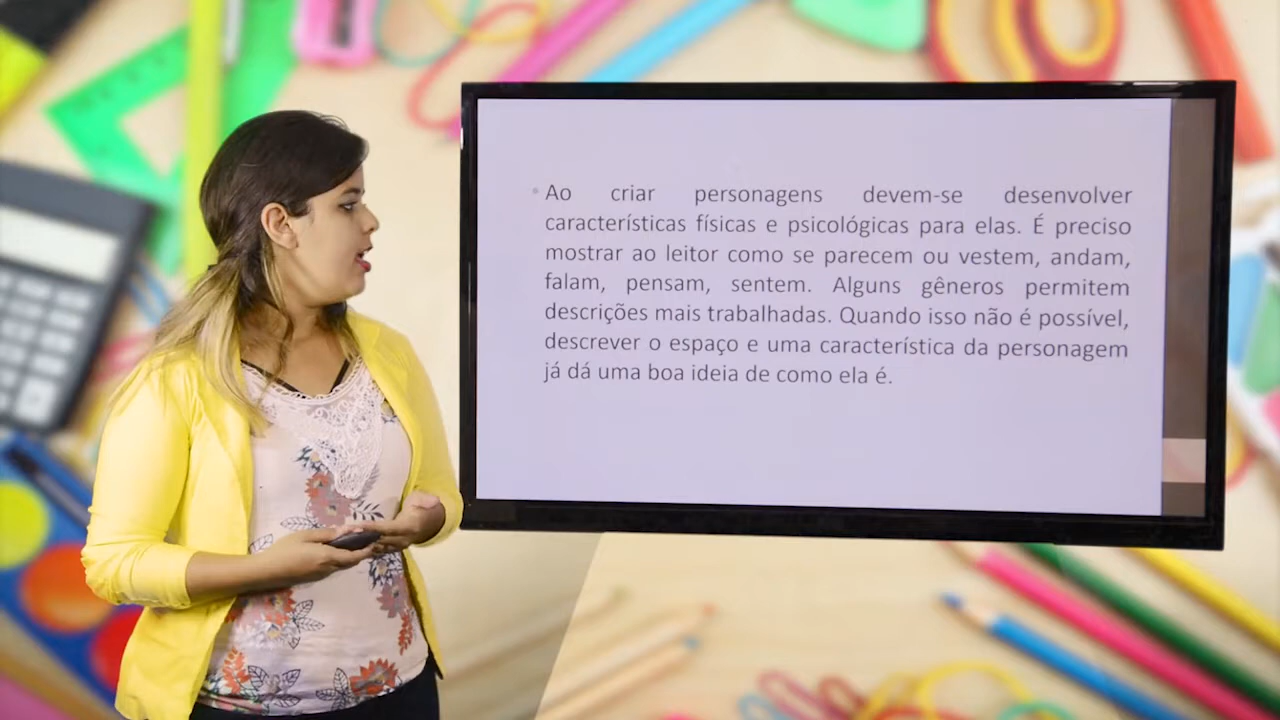 Ao criar personagens devem-se desenvolver
características físicas e psicológicas para elas. É preciso
mostrar ao leitor como se parecem ou vestem, andam,
falam, pensam, sentem. Alguns gêneros permitem
descrições mais trabalhadas. Quando isso não é possível,
descrever o espaço e uma característica da personagem
já dá uma boa ideia de como ela é.